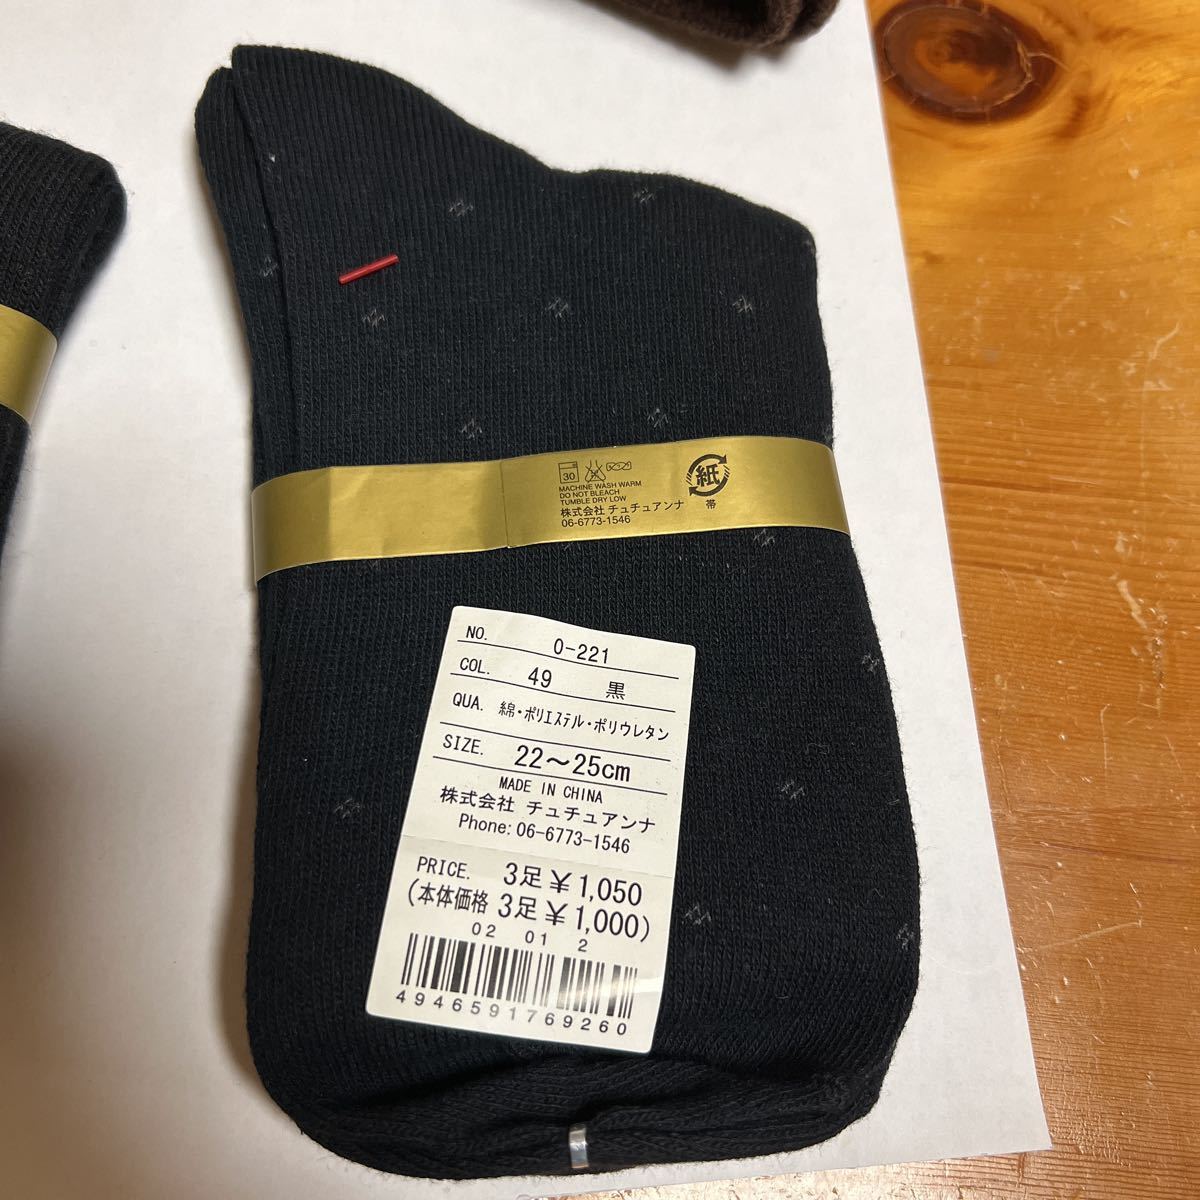 30
MACHINE WASH WARM
DO NOT BLEACH
TUMBLE DRY LOW
株式会社 チュチュアンナ
06-6773-1546
紙
帯
NO. 0-221
COL. 49 黒
QUA. 綿・ポリエステル・ポリウレタン
SIZE. 22～25cm
MADE IN CHINA
株式会社 チュチュアンナ
Phone: 06-6773-1546
PRICE. 3足￥1,050
(本体価格 3足￥1,000)
02 01 2
4946591769260